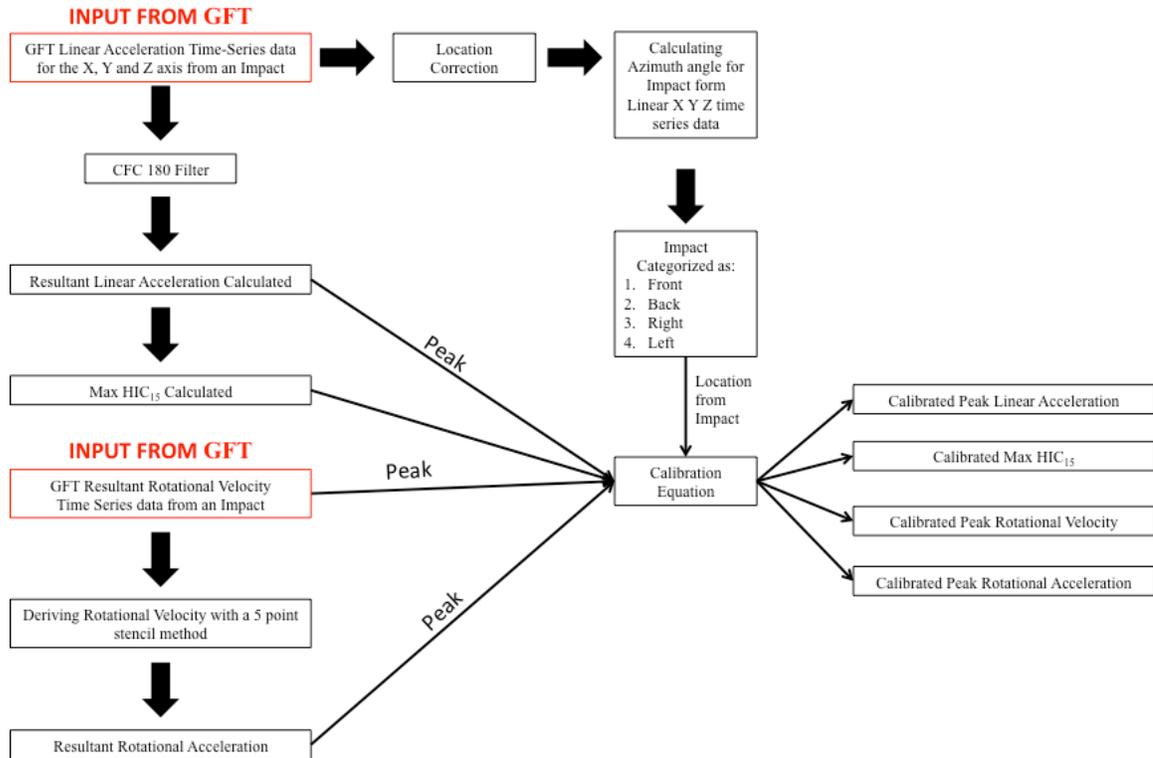 INPUT FROM GFT
GFT Linear Acceleration Time-Series data
for the X, Y and Z axis from an Impact
Location
Correction
Calculating
Azimuth angle for
Impact form
Linear X Y Z time
series data
CFC 180 Filter
Impact
Categorized as:
1. Front
2. Back
3. Right
4. Left
Resultant Linear Acceleration Calculated
Peak
Max HIC₁₅ Calculated
Location
from
Impact
INPUT FROM GFT
GFT Resultant Rotational Velocity
Time Series data from an Impact
Peak
Calibration
Equation
Calibrated Peak Linear Acceleration
Calibrated Max HIC₁₅
Calibrated Peak Rotational Velocity
Calibrated Peak Rotational Acceleration
Deriving Rotational Velocity with a 5 point
stencil method
Peak
Resultant Rotational Acceleration